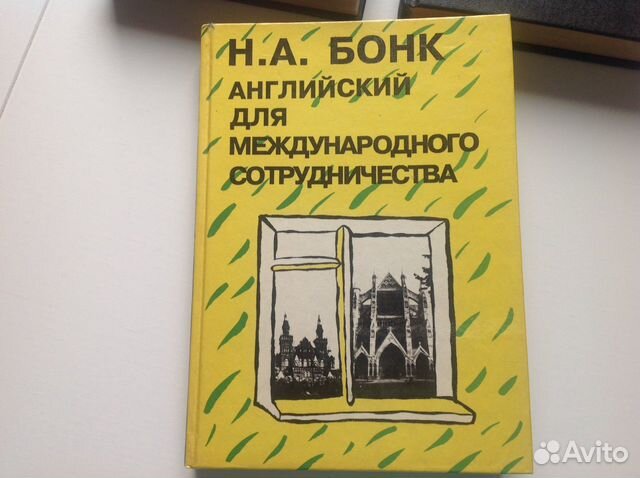 Н.А. БОНК
АНГЛИЙСКИЙ
ДЛЯ
МЕЖДУНАРОДНОГО
СОТРУДНИЧЕСТВА
Avito